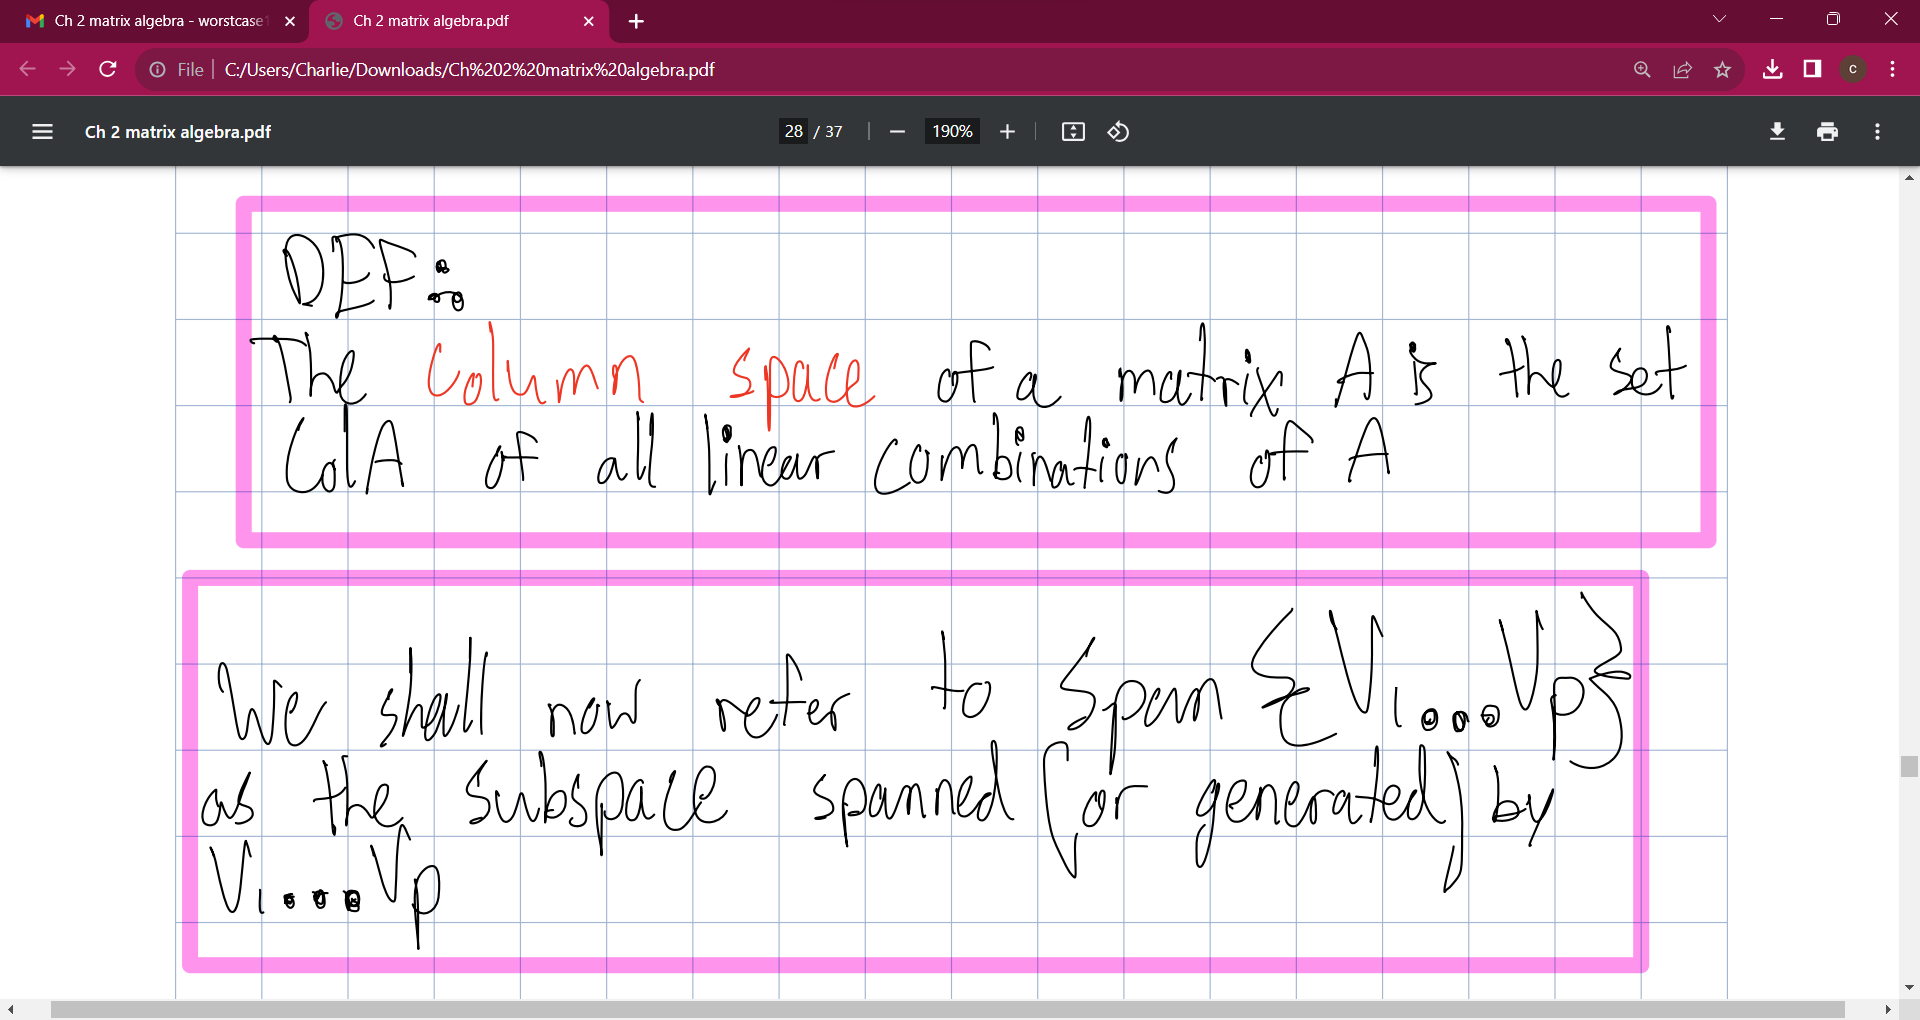 Ch 2 matrix algebra - worstcase1
Ch 2 matrix algebra.pdf
File
C:/Users/Charlie/Downloads/Ch%202%20matrix%20algebra.pdf
C
Ch 2 matrix algebra.pdf
28 / 37
190%
DEF:
The Column space of a matrix A is the set
ColA of all linear combinations of A
We shall now refer to Span {V1...Vp}
as the subspace spanned (or generated) by
V1...Vp